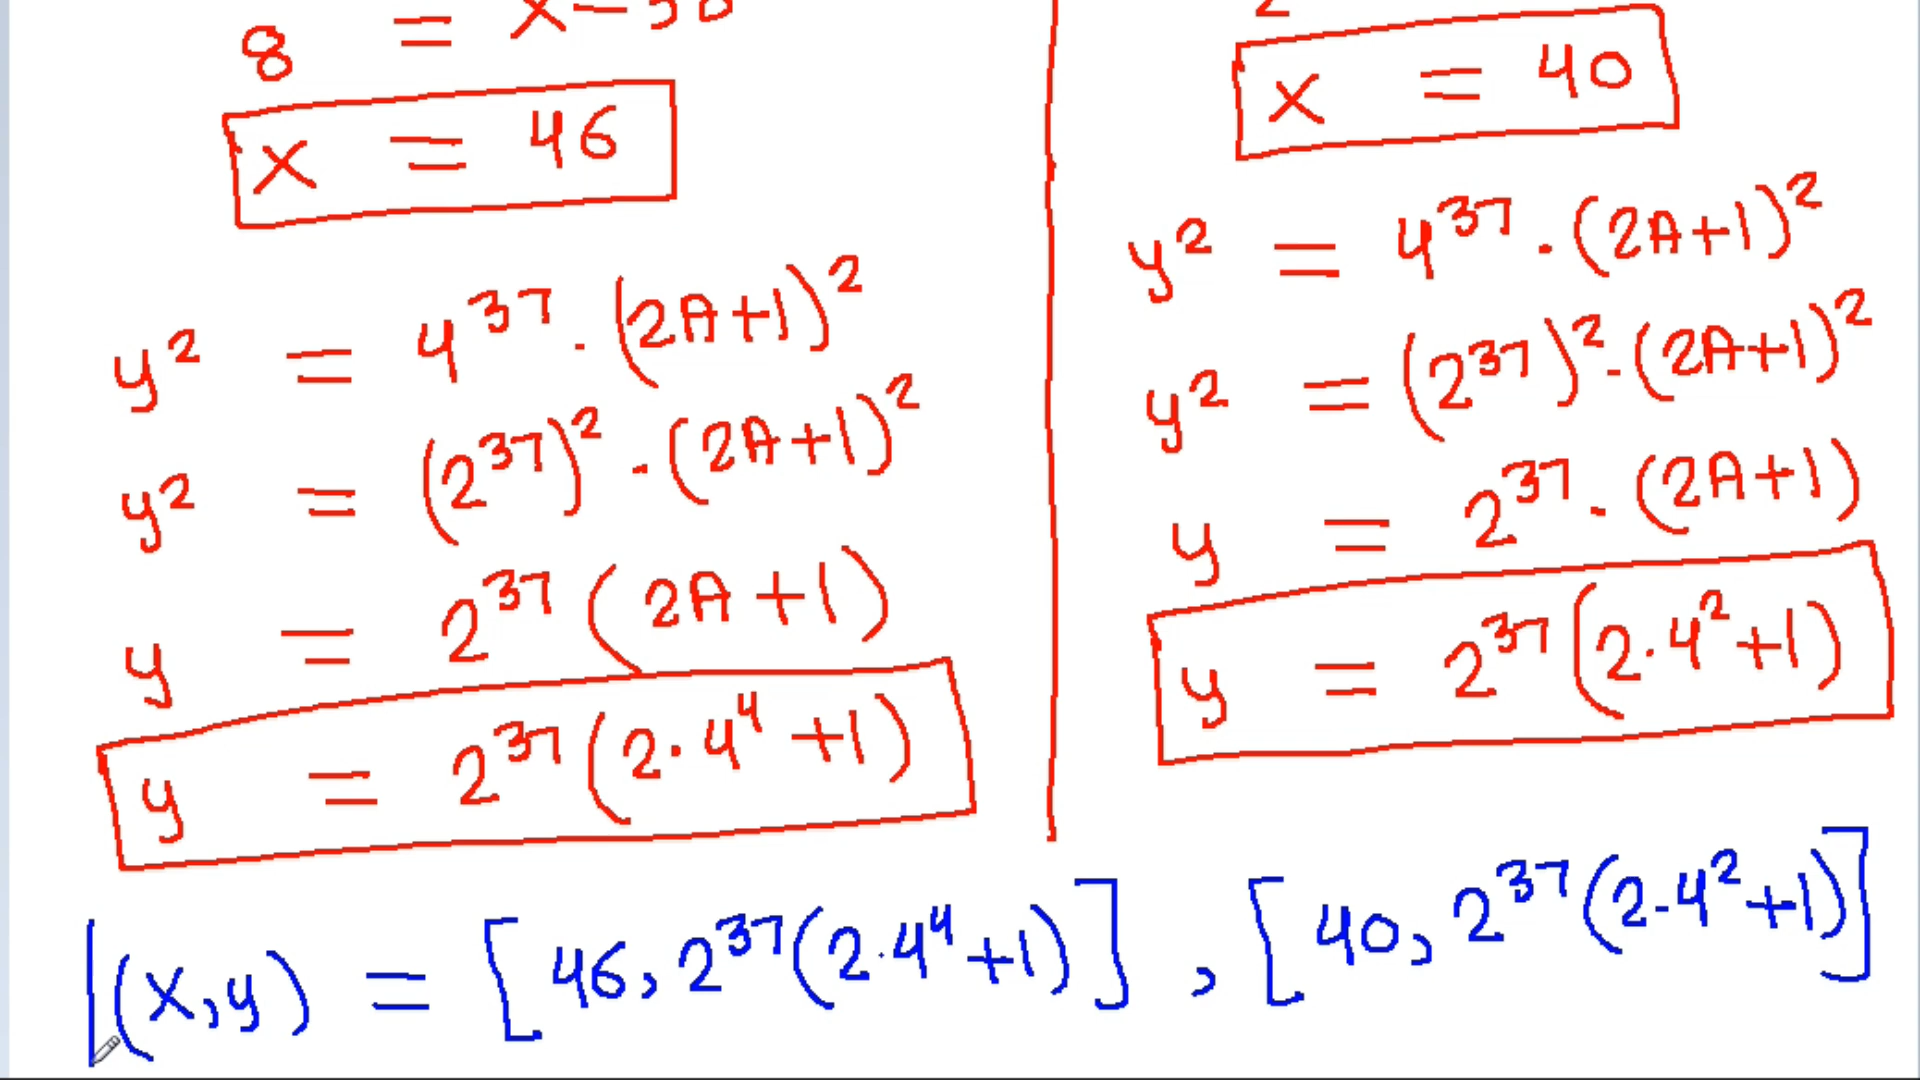 8 = x - 38
x = 46
y² = 4³⁷ · (2A+1)²
y² = (2³⁷)² · (2A+1)²
y = 2³⁷ (2A+1)
y = 2³⁷ (2·4⁴+1)
x = 40
y² = 4³⁷ · (2A+1)²
y² = (2³⁷)² · (2A+1)²
y = 2³⁷ · (2A+1)
y = 2³⁷ (2·4²+1)
(x,y) = [46, 2³⁷(2·4⁴+1)] , [40, 2³⁷(2·4²+1)]